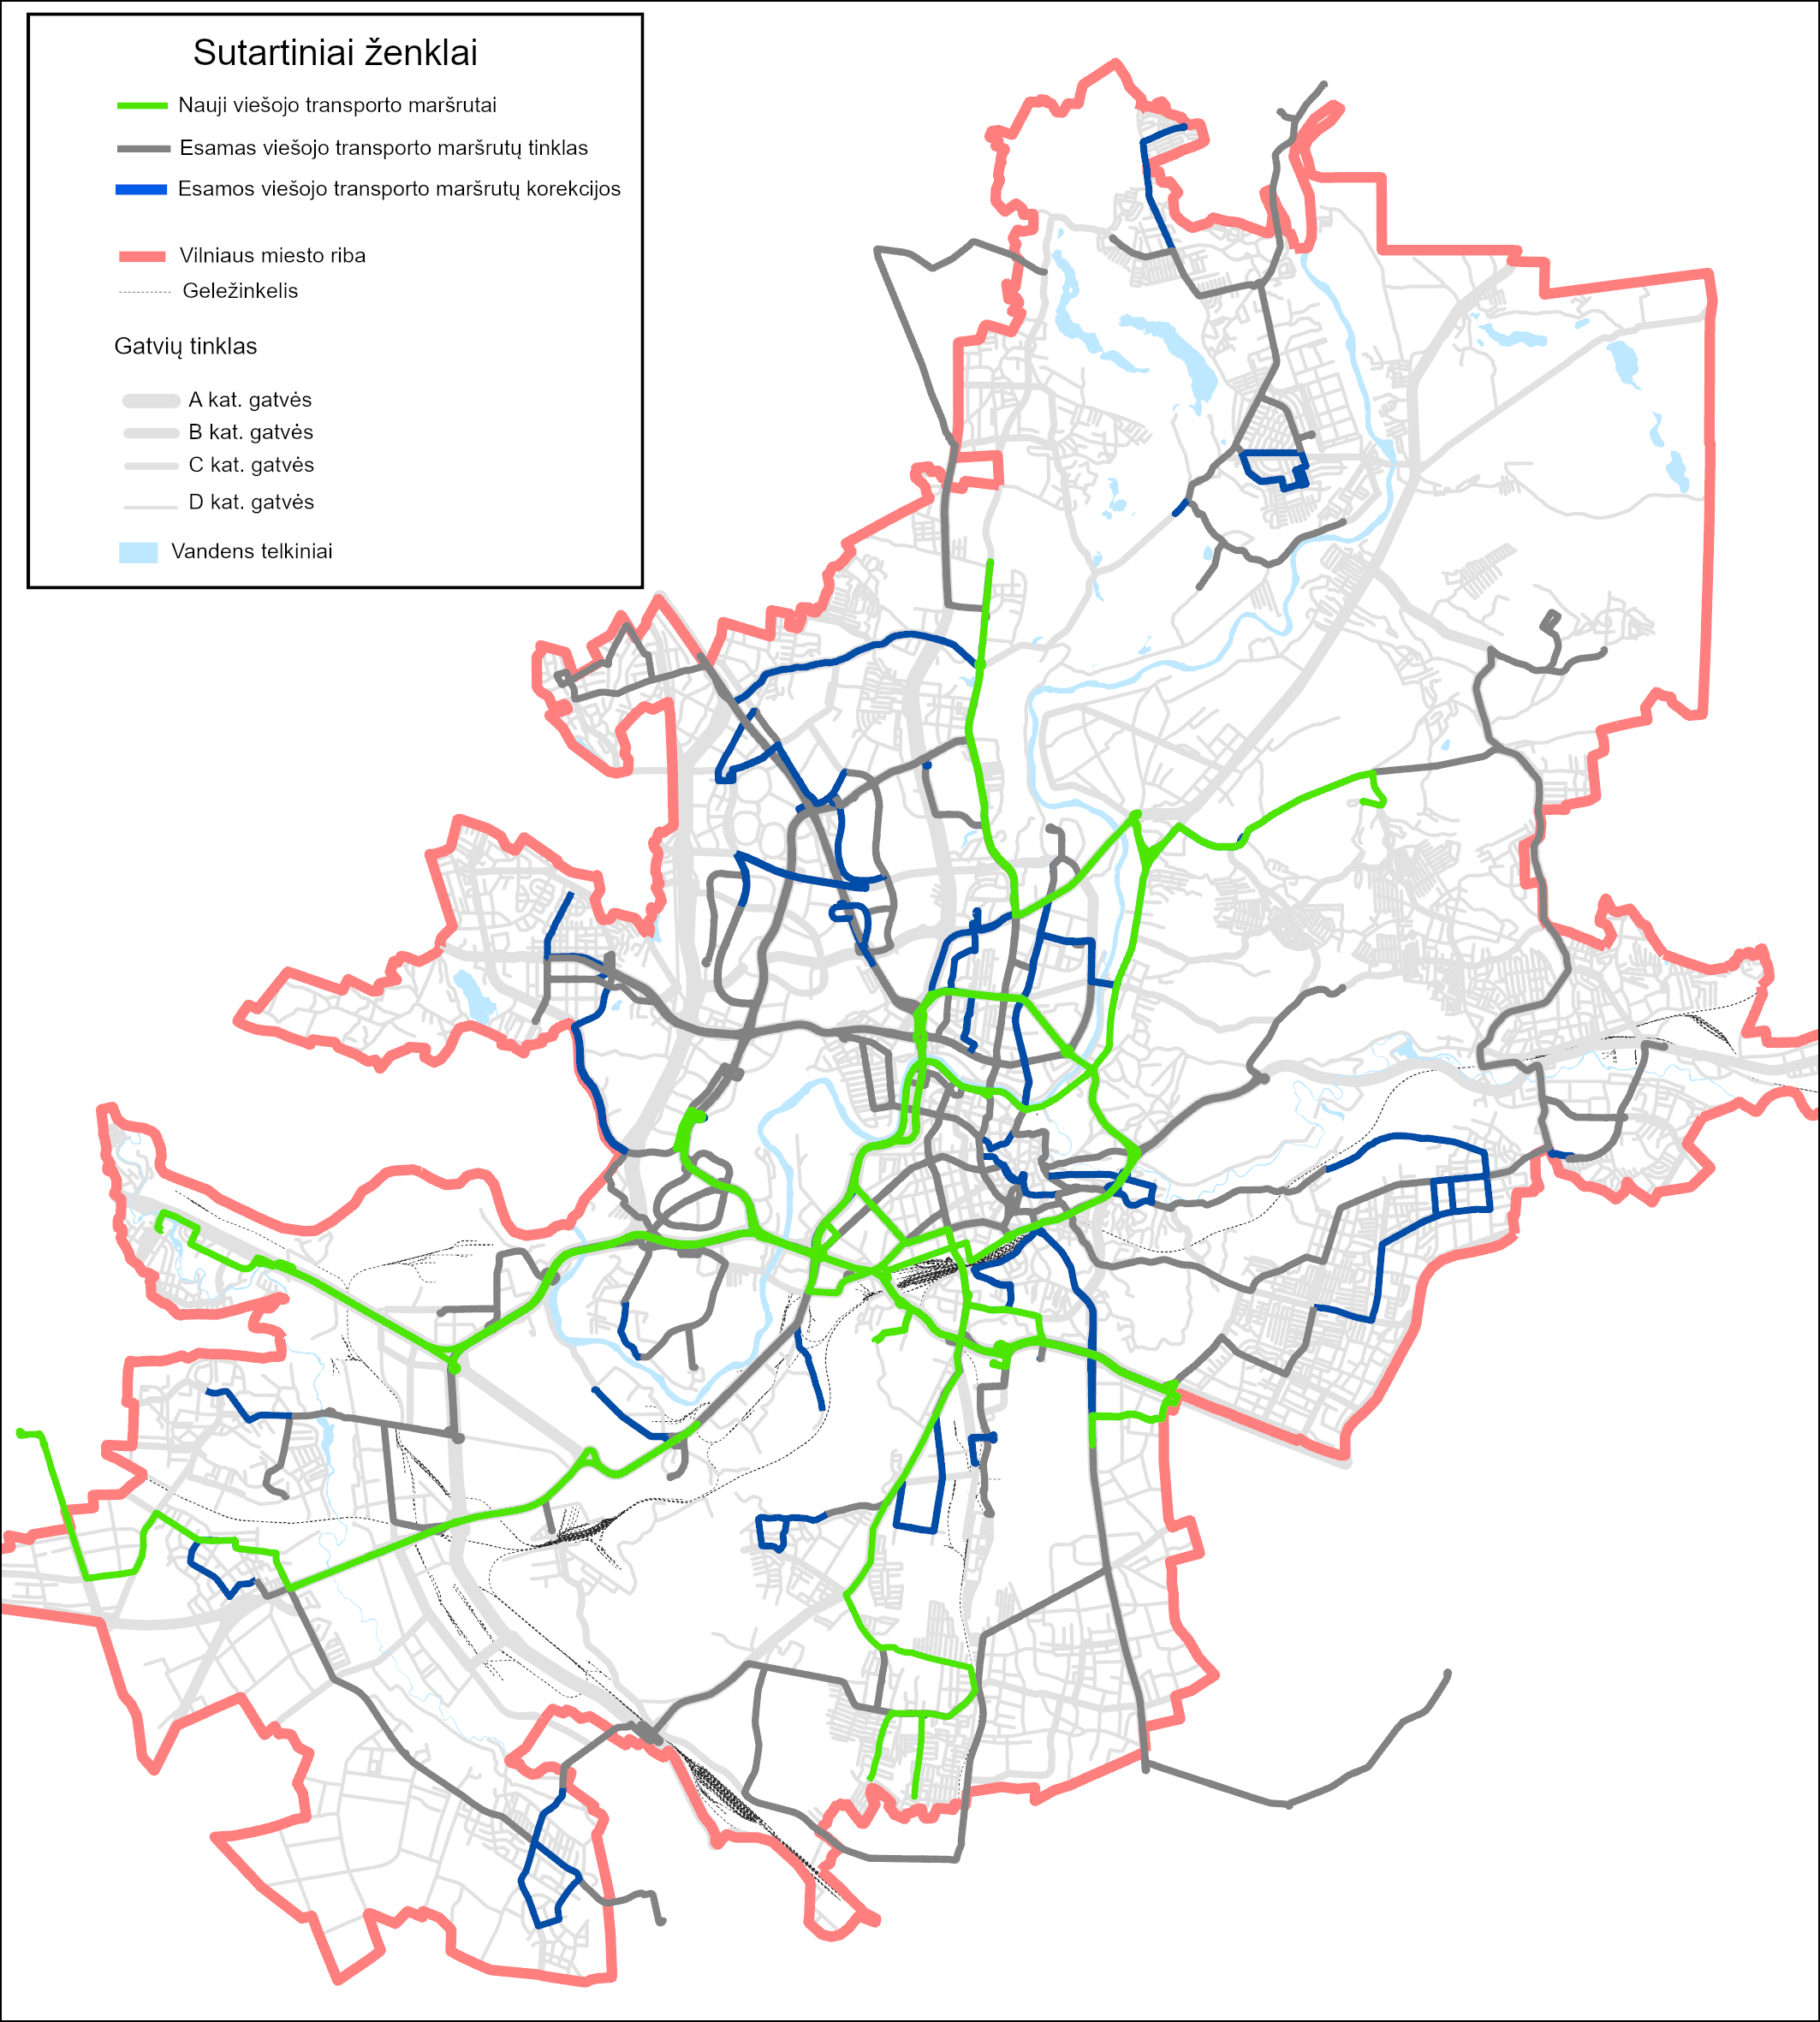 Sutartiniai ženklai
Nauji viešojo transporto maršrutai
Esamas viešojo transporto maršrutų tinklas
Esamos viešojo transporto maršrutų korekcijos
Vilniaus miesto riba
Geležinkelis
Gatvių tinklas
A kat. gatvės
B kat. gatvės
C kat. gatvės
D kat. gatvės
Vandens telkiniai